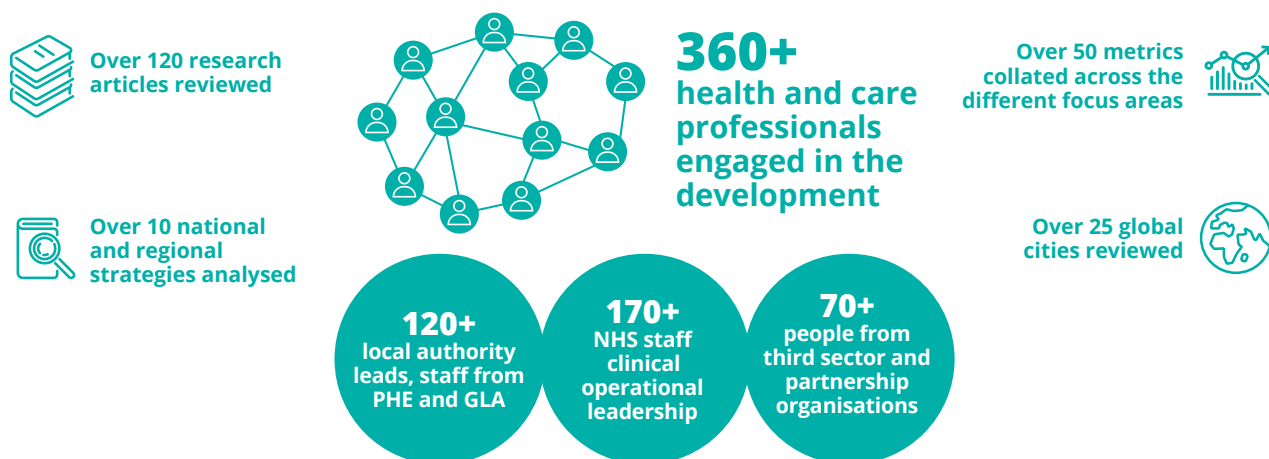 Over 120 research
articles reviewed
360+
health and care
professionals
engaged in the
development
Over 50 metrics
collated across the
different focus areas
Over 10 national
and regional
strategies analysed
Over 25 global
cities reviewed
120+
local authority
leads, staff from
PHE and GLA
170+
NHS staff
clinical
operational
leadership
70+
people from
third sector and
partnership
organisations